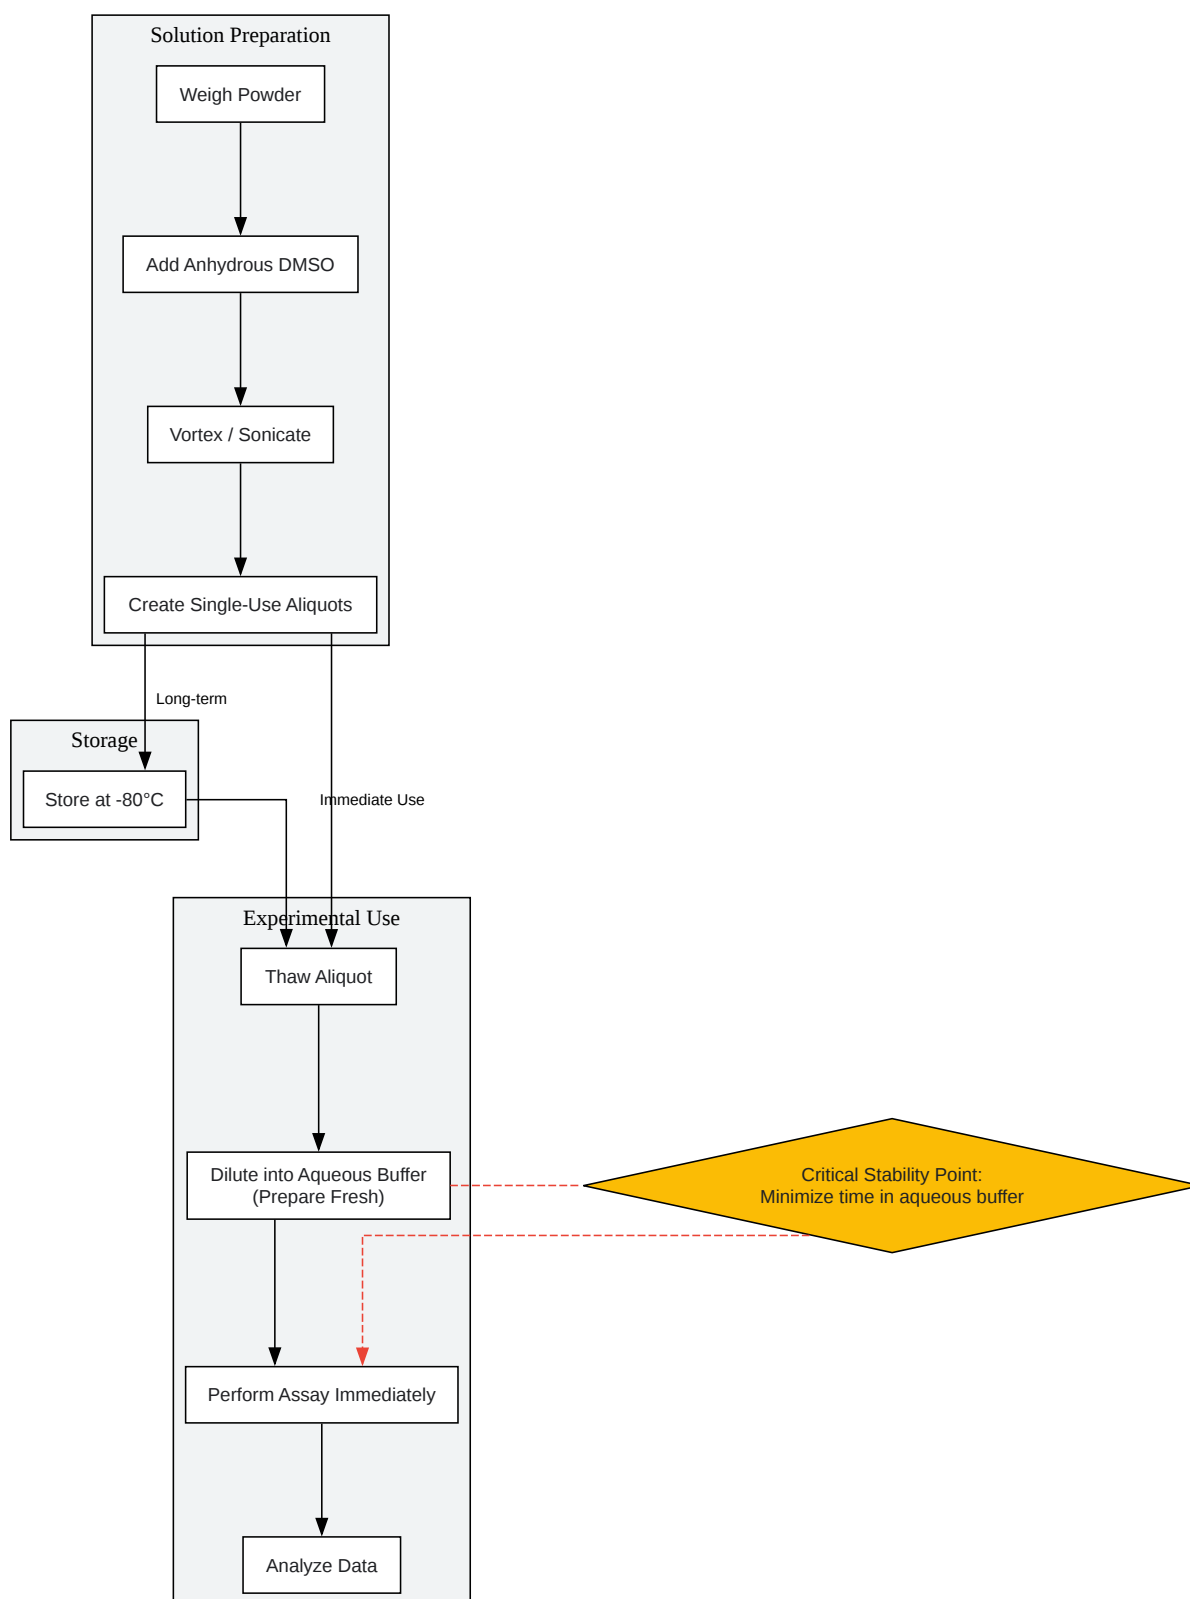 Solution Preparation
Weigh Powder
Add Anhydrous DMSO
Vortex / Sonicate
Create Single-Use Aliquots
Long-term
Storage
Store at -80°C
Immediate Use
Experimental Use
Thaw Aliquot
Dilute into Aqueous Buffer
(Prepare Fresh)
Critical Stability Point:
Minimize time in aqueous buffer
Perform Assay Immediately
Analyze Data